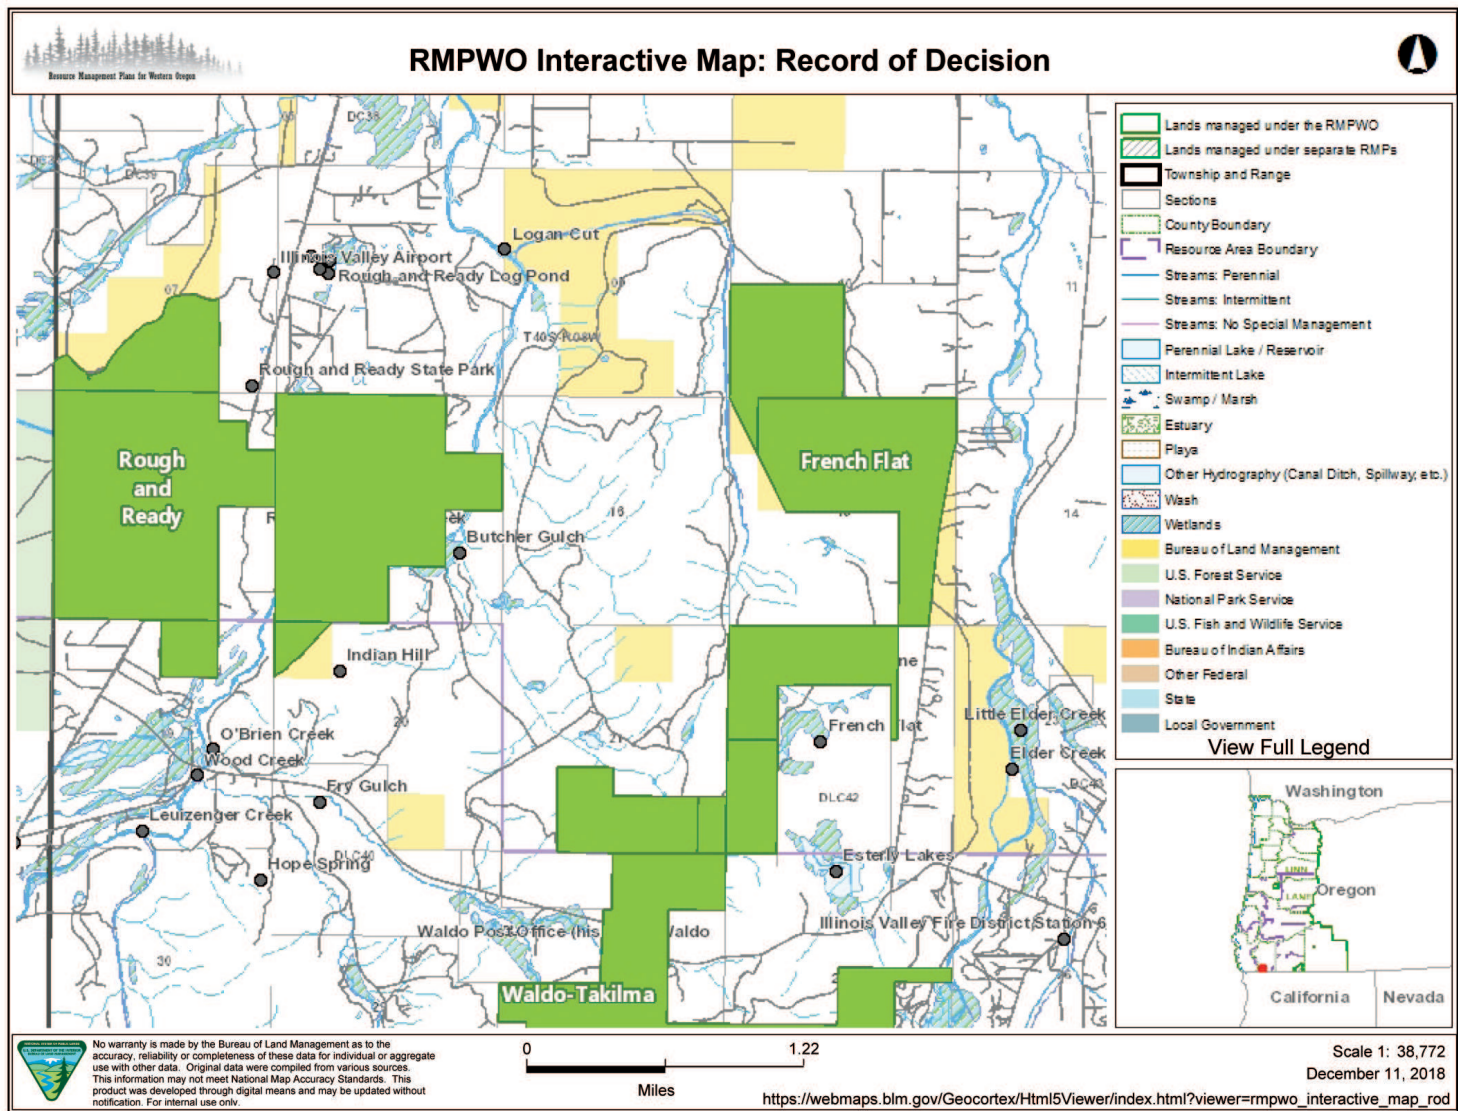 Resource Management Plans for Western Oregon
RMPWO Interactive Map: Record of Decision
DC38
DC39
11
Logan Cut
Illinois Valley Airport
Rough and Ready Log Pond
07
T40S-R08W
Rough and Ready State Park
Rough
and
Ready
French Flat
16
14
Butcher Gulch
Indian Hill
20
21
French
lat
Little Elder Creek
O'Brien Creek
Wood Creek
Elder Creek
19
DC43
Fry Gulch
DLC42
Leuizenger Creek
DLC40
Hope Spring
Esterly Lakes
Waldo Post Office (his
Waldo
Illinois Valley Fire District Station 6
30
Waldo-Takilma
Lands managed under the RMPWO
Lands managed under separate RMPs
Township and Range
Sections
County Boundary
Resource Area Boundary
Streams: Perennial
Streams: Intermittent
Streams: No Special Management
Perennial Lake / Reservoir
Intermittent Lake
Swamp / Marsh
Estuary
Playa
Other Hydrography (Canal Ditch, Spillway, etc.)
Wash
Wetlands
Bureau of Land Management
U.S. Forest Service
National Park Service
U.S. Fish and Wildlife Service
Bureau of Indian Affairs
Other Federal
State
Local Government
View Full Legend
Washington
LINN
Oregon
LANE
California
Nevada
No warranty is made by the Bureau of Land Management as to the
accuracy, reliability or completeness of these data for individual or aggregate
use with other data. Original data were compiled from various sources.
This information may not meet National Map Accuracy Standards. This
product was developed through digital means and may be updated without
notification. For internal use only.
0
1.22
Miles
Scale 1: 38,772
December 11, 2018
https://webmaps.blm.gov/Geocortex/Html5Viewer/index.html?viewer=rmpwo_interactive_map_rod